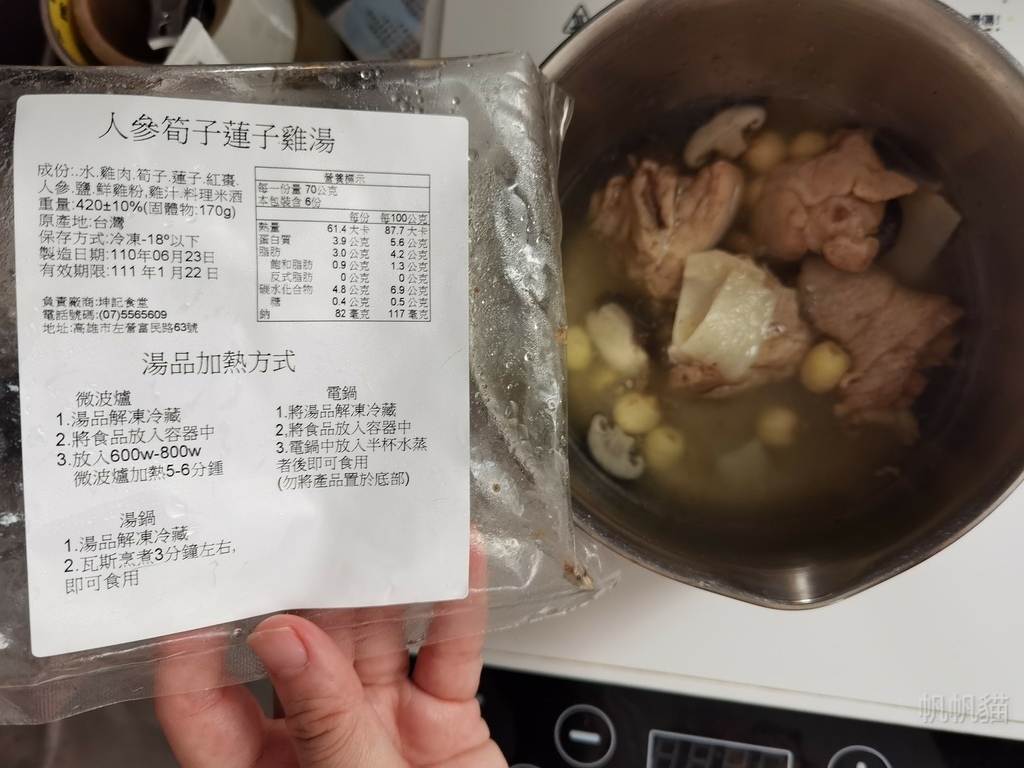 人參筍子蓮子雞湯
成份:.水.雞肉.筍子.蓮子.紅棗.
人參.鹽.鮮雞粉,雞汁.料理米酒
重量:420±10%(固體物:170g)
原產地:台灣
保存方式:冷凍-18°以下
製造日期:110年06月23日
有效期限:111 年1 月 22 日
負責廠商:坤記食堂
電話號碼:(07)5565609
地址:高雄市左營富民路63號
營養標示
每一份量 70公克
本包裝含 6份
每份 每100公克
熱量 61.4 大卡 87.7 大卡
蛋白質 3.9 公克 5.6 公克
脂肪 3.0 公克 4.2 公克
飽和脂肪 0.9 公克 1.3 公克
反式脂肪 0 公克 0 公克
碳水化合物 4.8 公克 6.9 公克
糖 0.4 公克 0.5 公克
鈉 82 毫克 117 毫克
湯品加熱方式
微波爐
1.湯品解凍冷藏
2.將食品放入容器中
3.放入600w-800w
微波爐加熱5-6分鍾
電鍋
1.將湯品解凍冷藏
2,將食品放入容器中
3.電鍋中放入半杯水蒸
者後即可食用
(勿將產品置於底部)
湯鍋
1.湯品解凍冷藏
2.瓦斯烹煮3分鐘左右,
即可食用
帆帆貓